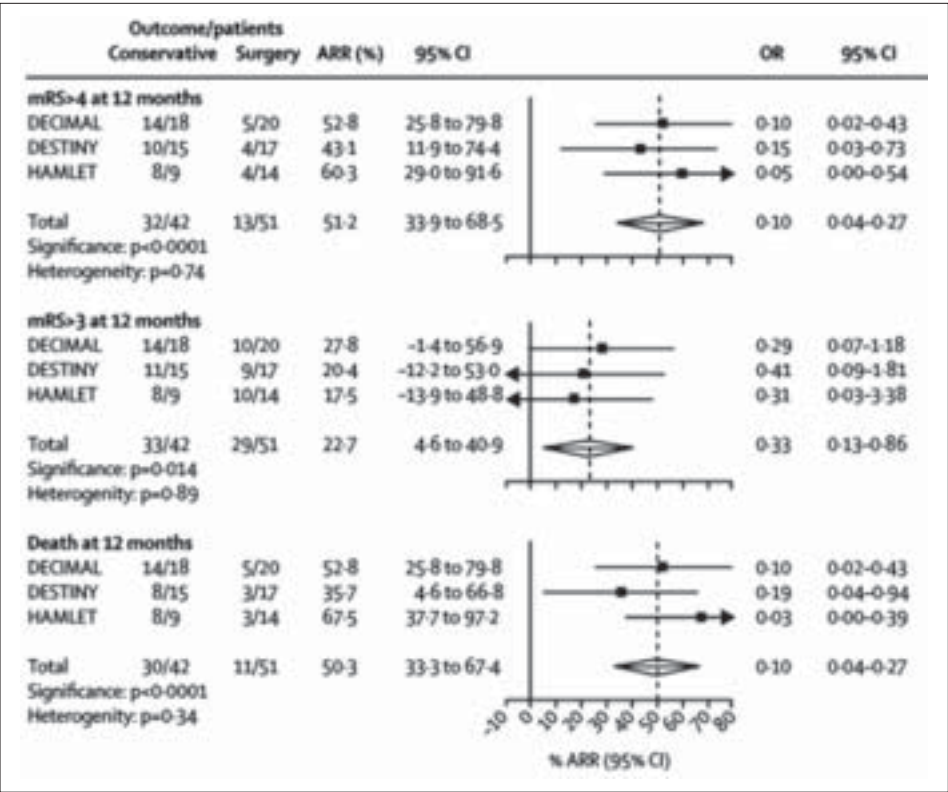 Outcome/patients
Conservative Surgery ARR (%) 95% CI OR 95% CI
mRS>4 at 12 months
DECIMAL 14/18 5/20 52·8 25·8 to 79·8 0·10 0·02–0·43
DESTINY 10/15 4/17 43·1 11·9 to 74·4 0·15 0·03–0·73
HAMLET 8/9 4/14 60·3 29·0 to 91·6 0·05 0·00–0·54
Total 32/42 13/51 51·2 33·9 to 68·5 0·10 0·04–0·27
Significance: p<0·0001
Heterogeneity: p=0·74
mRS>3 at 12 months
DECIMAL 14/18 10/20 27·8 –1·4 to 56·9 0·29 0·07–1·18
DESTINY 11/15 9/17 20·4 –12·2 to 53·0 0·41 0·09–1·81
HAMLET 8/9 10/14 17·5 –13·9 to 48·8 0·31 0·03–3·38
Total 33/42 29/51 22·7 4·6 to 40·9 0·33 0·13–0·86
Significance: p=0·014
Heterogenity: p=0·89
Death at 12 months
DECIMAL 14/18 5/20 52·8 25·8 to 79·8 0·10 0·02–0·43
DESTINY 8/15 3/17 35·7 4·6 to 66·8 0·19 0·04–0·94
HAMLET 8/9 3/14 67·5 37·7 to 97·2 0·03 0·00–0·39
Total 30/42 11/51 50·3 33·3 to 67·4 0·10 0·04–0·27
Significance: p<0·0001
Heterogenity: p=0·34
–10 0 10 20 30 40 50 60 70 80
% ARR (95% CI)